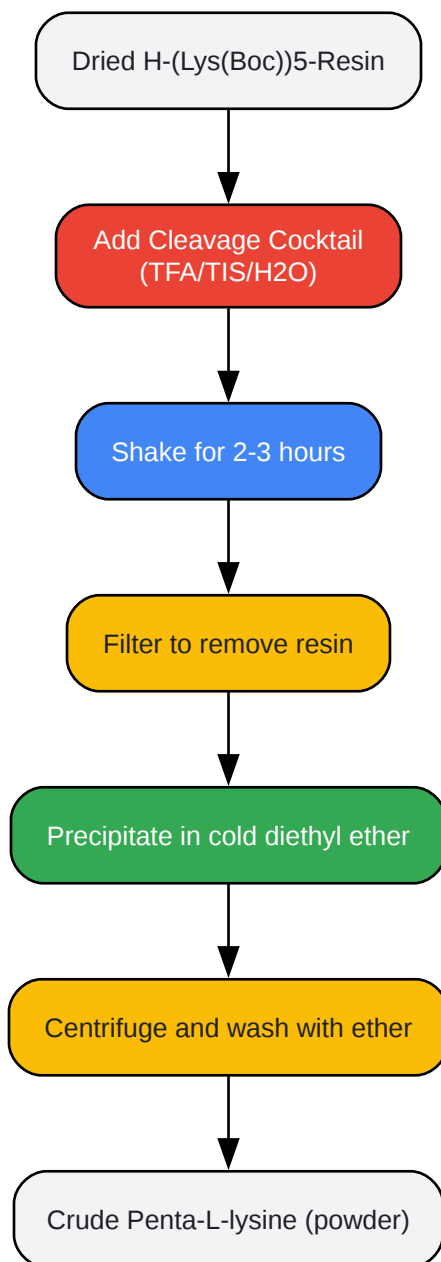 Dried H-(Lys(Boc))5-Resin
Add Cleavage Cocktail
(TFA/TIS/H2O)
Shake for 2-3 hours
Filter to remove resin
Precipitate in cold diethyl ether
Centrifuge and wash with ether
Crude Penta-L-lysine (powder)